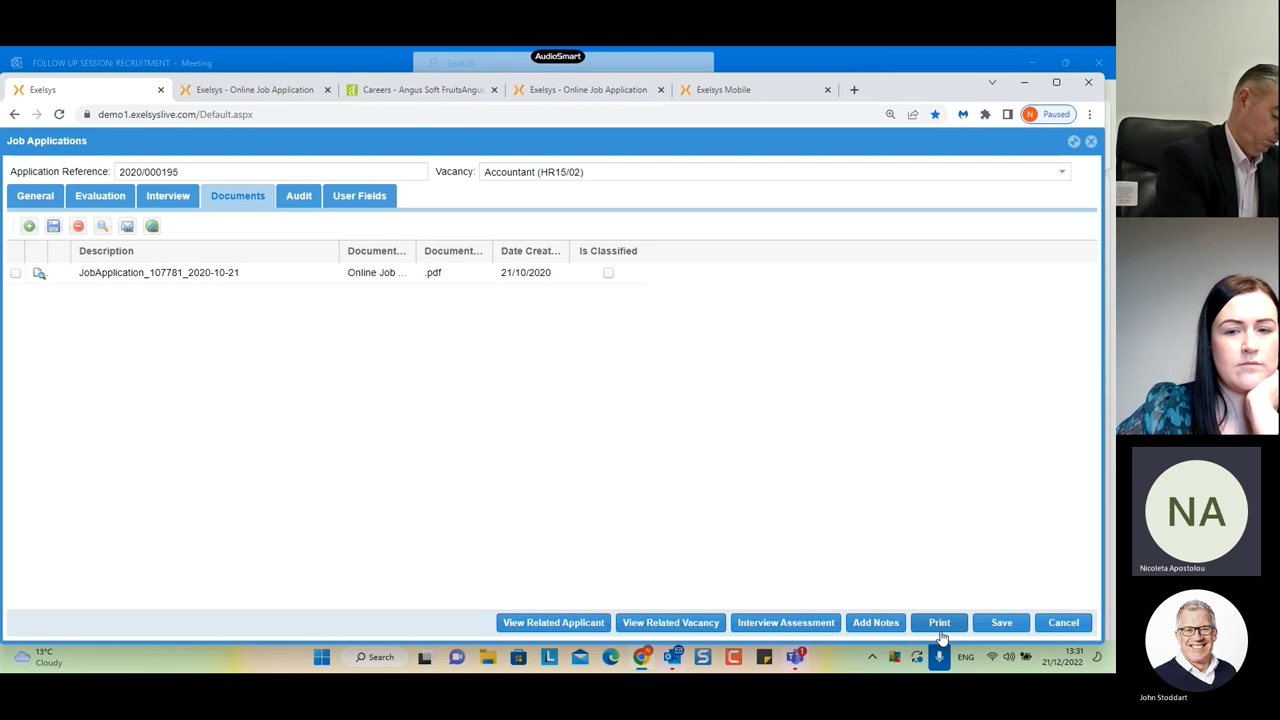 FOLLOW UP SESSION: RECRUITMENT - Meeting
Search
AudioSmart
Exelsys
Exelsys - Online Job Application
Careers - Angus Soft FruitsAngus
Exelsys - Online Job Application
Exelsys Mobile
demo1.exelsyslive.com/Default.aspx
N Paused
Job Applications
Application Reference: 2020/000195
Vacancy: Accountant (HR15/02)
General
Evaluation
Interview
Documents
Audit
User Fields
Description
Document...
Document...
Date Creat...
Is Classified
JobApplication_107781_2020-10-21
Online Job ...
.pdf
21/10/2020
View Related Applicant
View Related Vacancy
Interview Assessment
Add Notes
Print
Save
Cancel
13°C
Cloudy
Search
ENG
13:31
21/12/2022
NA
Nicoleta Apostolou
John Stoddart